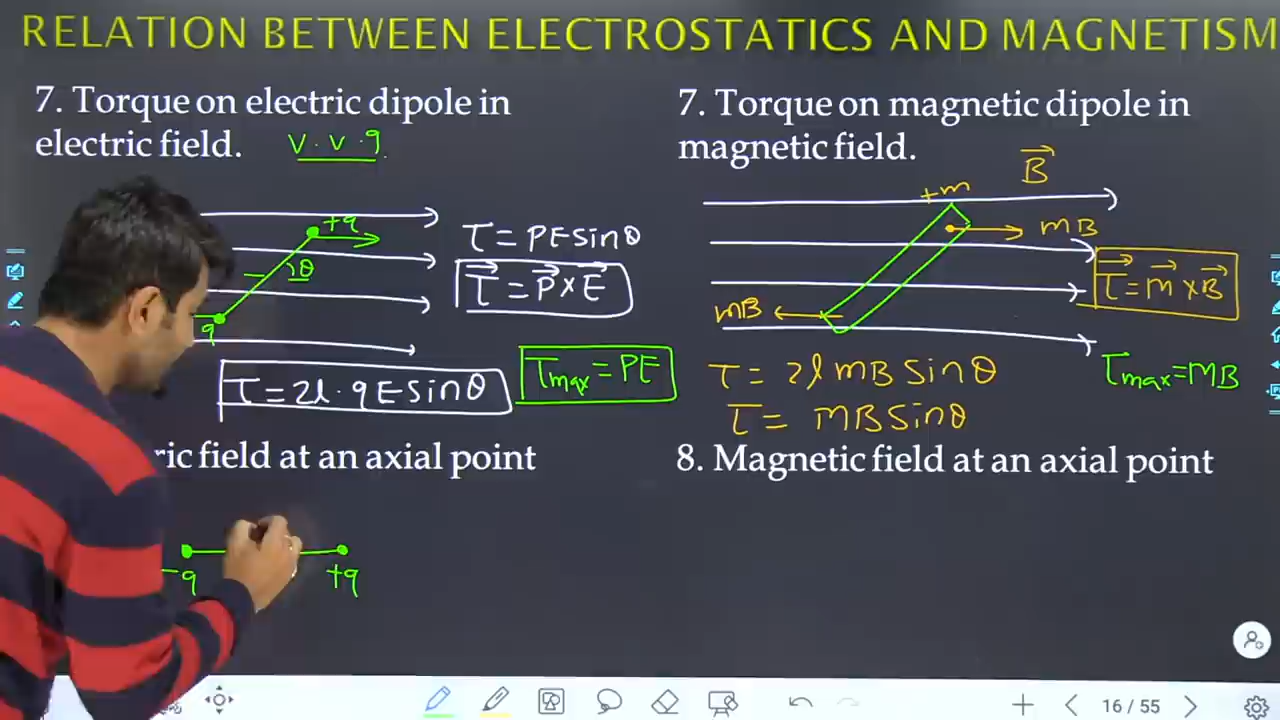 RELATION BETWEEN ELECTROSTATICS AND MAGNETISM
7. Torque on electric dipole in
electric field. V.V.9.
+q
θ
q
τ = PE sinθ
τ⃗ = P⃗ × E⃗
τ = 2l · qE sinθ
τmax = PE
ric field at an axial point
-q
+q
7. Torque on magnetic dipole in
magnetic field.
B⃗
+m
mB
mB
τ⃗ = m⃗ × B⃗
τ = 2l mB sinθ
τ = MB sinθ
τmax = MB
8. Magnetic field at an axial point
16 / 55